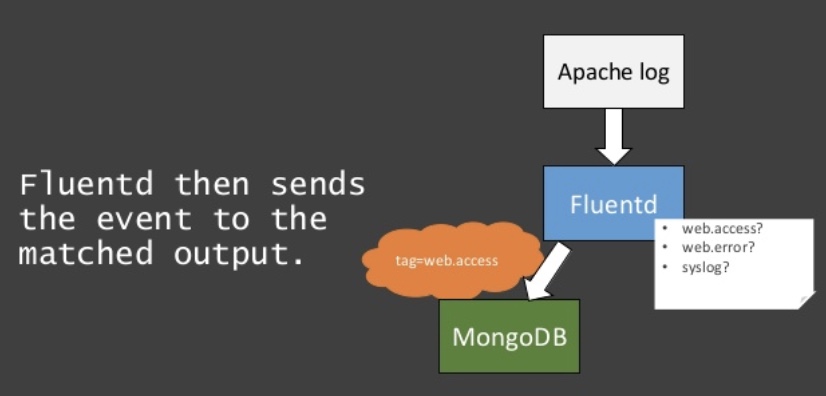 Apache log
Fluentd then sends
the event to the
matched output.
Fluentd
• web.access?
• web.error?
• syslog?
tag=web.access
MongoDB